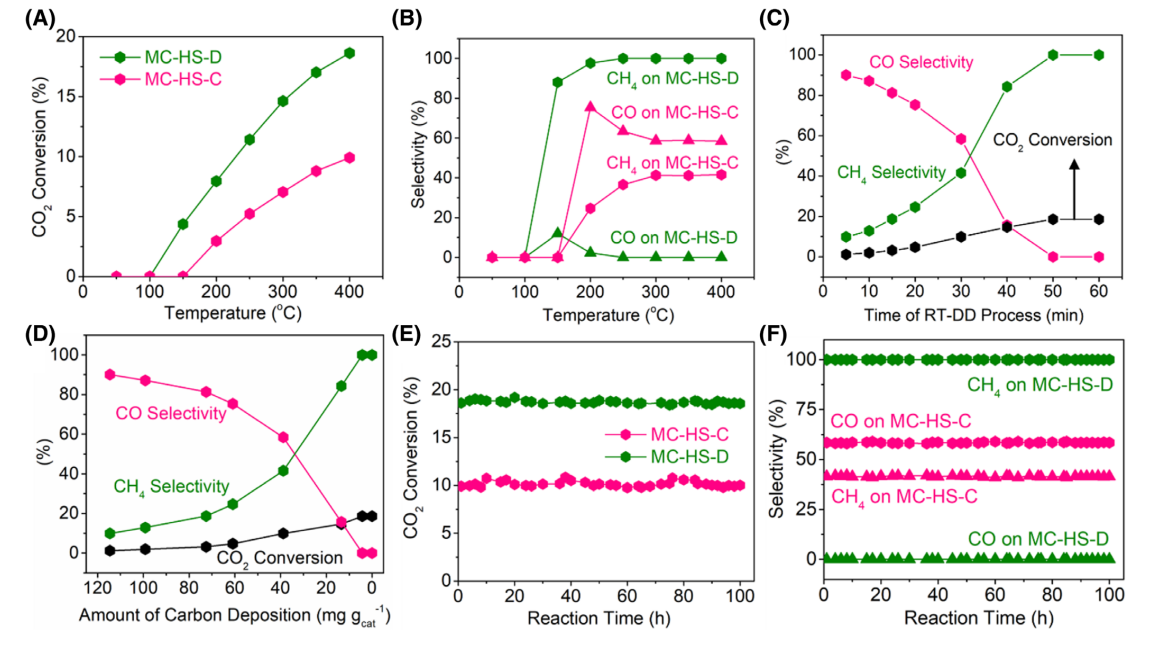 (A)
20
15
10
5
0
CO2 Conversion (%)
MC-HS-D
MC-HS-C
0 100 200 300 400
Temperature (oC)
(B)
100
80
60
40
20
0
Selectivity (%)
CH4 on MC-HS-D
CO on MC-HS-C
CH4 on MC-HS-C
CO on MC-HS-D
0 100 200 300 400
Temperature (oC)
(C)
100
80
60
40
20
0
(%)
CO Selectivity
CO2 Conversion
CH4 Selectivity
0 10 20 30 40 50 60
Time of RT-DD Process (min)
(D)
100
80
60
40
20
0
(%)
CO Selectivity
CH4 Selectivity
CO2 Conversion
120 100 80 60 40 20 0
Amount of Carbon Deposition (mg gcat-1)
(E)
25
20
15
10
5
0
CO2 Conversion (%)
MC-HS-C
MC-HS-D
0 20 40 60 80 100
Reaction Time (h)
(F)
100
75
50
25
0
Selectivity (%)
CH4 on MC-HS-D
CO on MC-HS-C
CH4 on MC-HS-C
CO on MC-HS-D
0 20 40 60 80 100
Reaction Time (h)